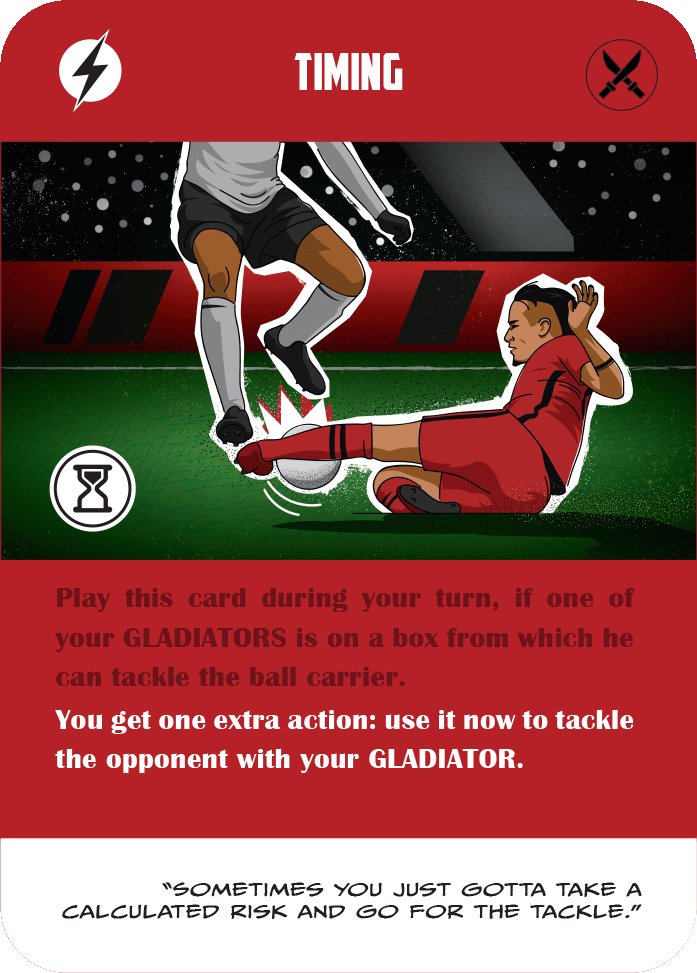 TIMING
Play this card during your turn, if one of
your GLADIATORS is on a box from which he
can tackle the ball carrier.
You get one extra action: use it now to tackle
the opponent with your GLADIATOR.
“SOMETIMES YOU JUST GOTTA TAKE A
CALCULATED RISK AND GO FOR THE TACKLE.”